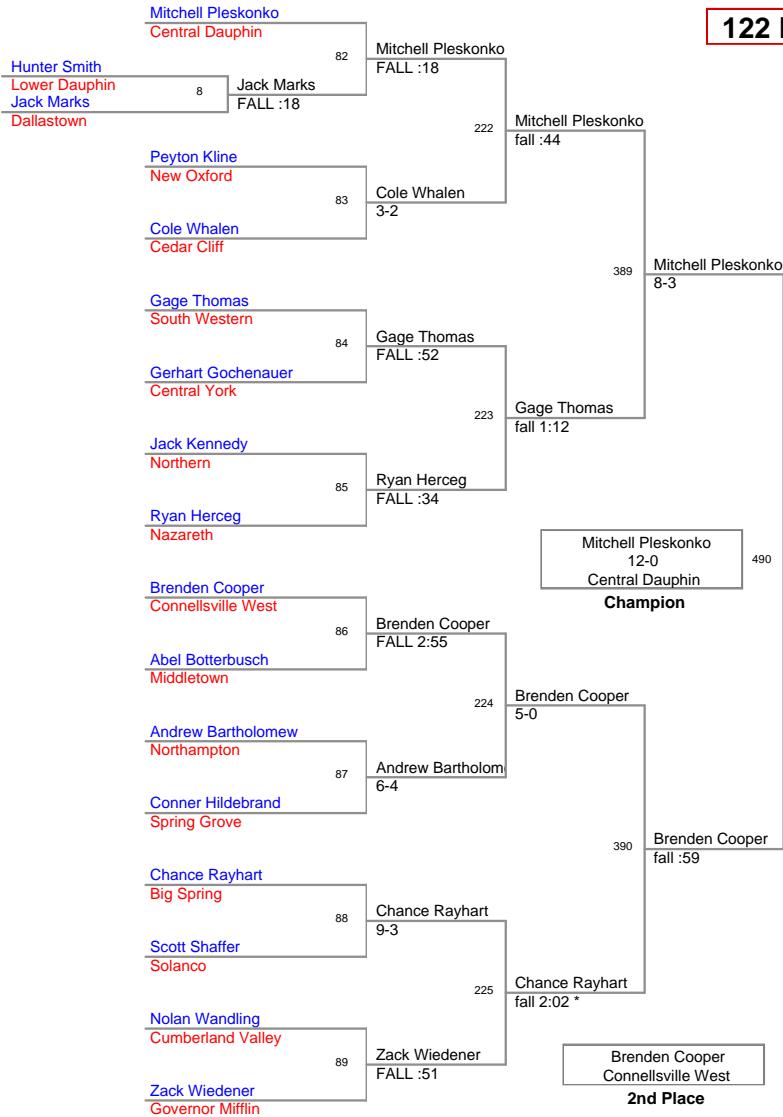 122 
Mitchell Pleskonko
Central Dauphin
82
Mitchell Pleskonko
FALL :18
Hunter Smith
Lower Dauphin
8
Jack Marks
FALL :18
Jack Marks
Dallastown
222
Mitchell Pleskonko
fall :44
Peyton Kline
New Oxford
83
Cole Whalen
3-2
Cole Whalen
Cedar Cliff
389
Mitchell Pleskonko
8-3
Gage Thomas
South Western
84
Gage Thomas
FALL :52
Gerhart Gochenauer
Central York
223
Gage Thomas
fall 1:12
Jack Kennedy
Northern
85
Ryan Herceg
FALL :34
Ryan Herceg
Nazareth
Mitchell Pleskonko
12-0
Central Dauphin
490
Champion
Brenden Cooper
Connellsville West
86
Brenden Cooper
FALL 2:55
Abel Botterbusch
Middletown
224
Brenden Cooper
5-0
Andrew Bartholomew
Northampton
87
Andrew Bartholom
6-4
Conner Hildebrand
Spring Grove
390
Brenden Cooper
fall :59
Chance Rayhart
Big Spring
88
Chance Rayhart
9-3
Scott Shaffer
Solanco
225
Chance Rayhart
fall 2:02 *
Nolan Wandling
Cumberland Valley
89
Zack Wiedener
FALL :51
Zack Wiedener
Governor Mifflin
Brenden Cooper
Connellsville West
2nd Place